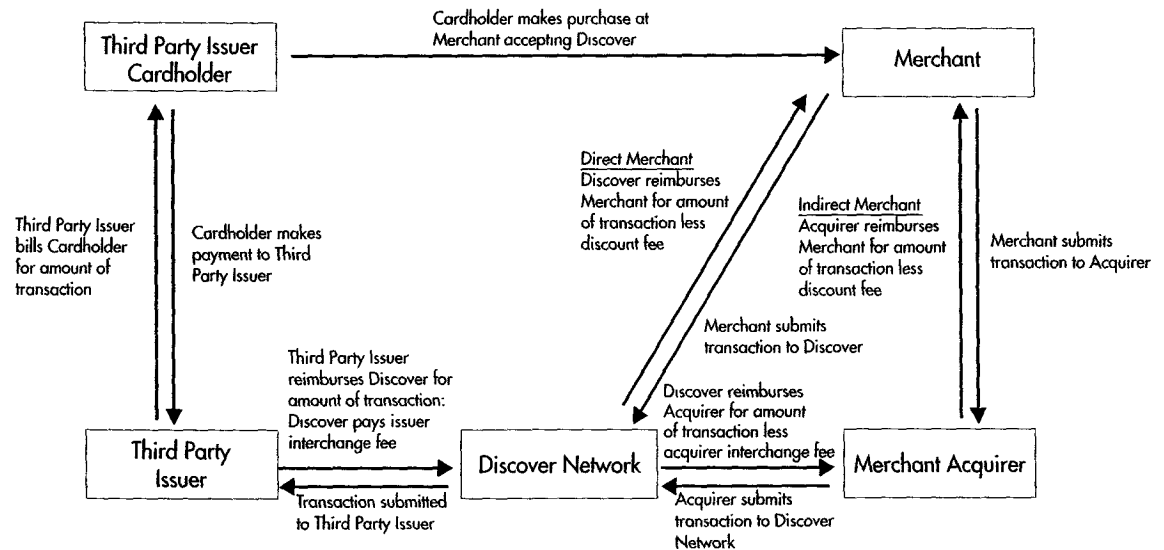 Cardholder makes purchase at
Merchant accepting Discover
Third Party Issuer
Cardholder
Merchant
Direct Merchant
Discover reimburses
Merchant for amount
of transaction less
discount fee
Indirect Merchant
Acquirer reimburses
Merchant for amount
of transaction less
discount fee
Third Party Issuer
bills Cardholder
for amount of
transaction
Cardholder makes
payment to Third
Party Issuer
Merchant submits
transaction to Acquirer
Merchant submits
transaction to Discover
Third Party Issuer
reimburses Discover for
amount of transaction:
Discover pays issuer
interchange fee
Discover reimburses
Acquirer for amount
of transaction less
acquirer interchange fee
Third Party
Issuer
Discover Network
Merchant Acquirer
Transaction submitted
to Third Party Issuer
Acquirer submits
transaction to Discover
Network